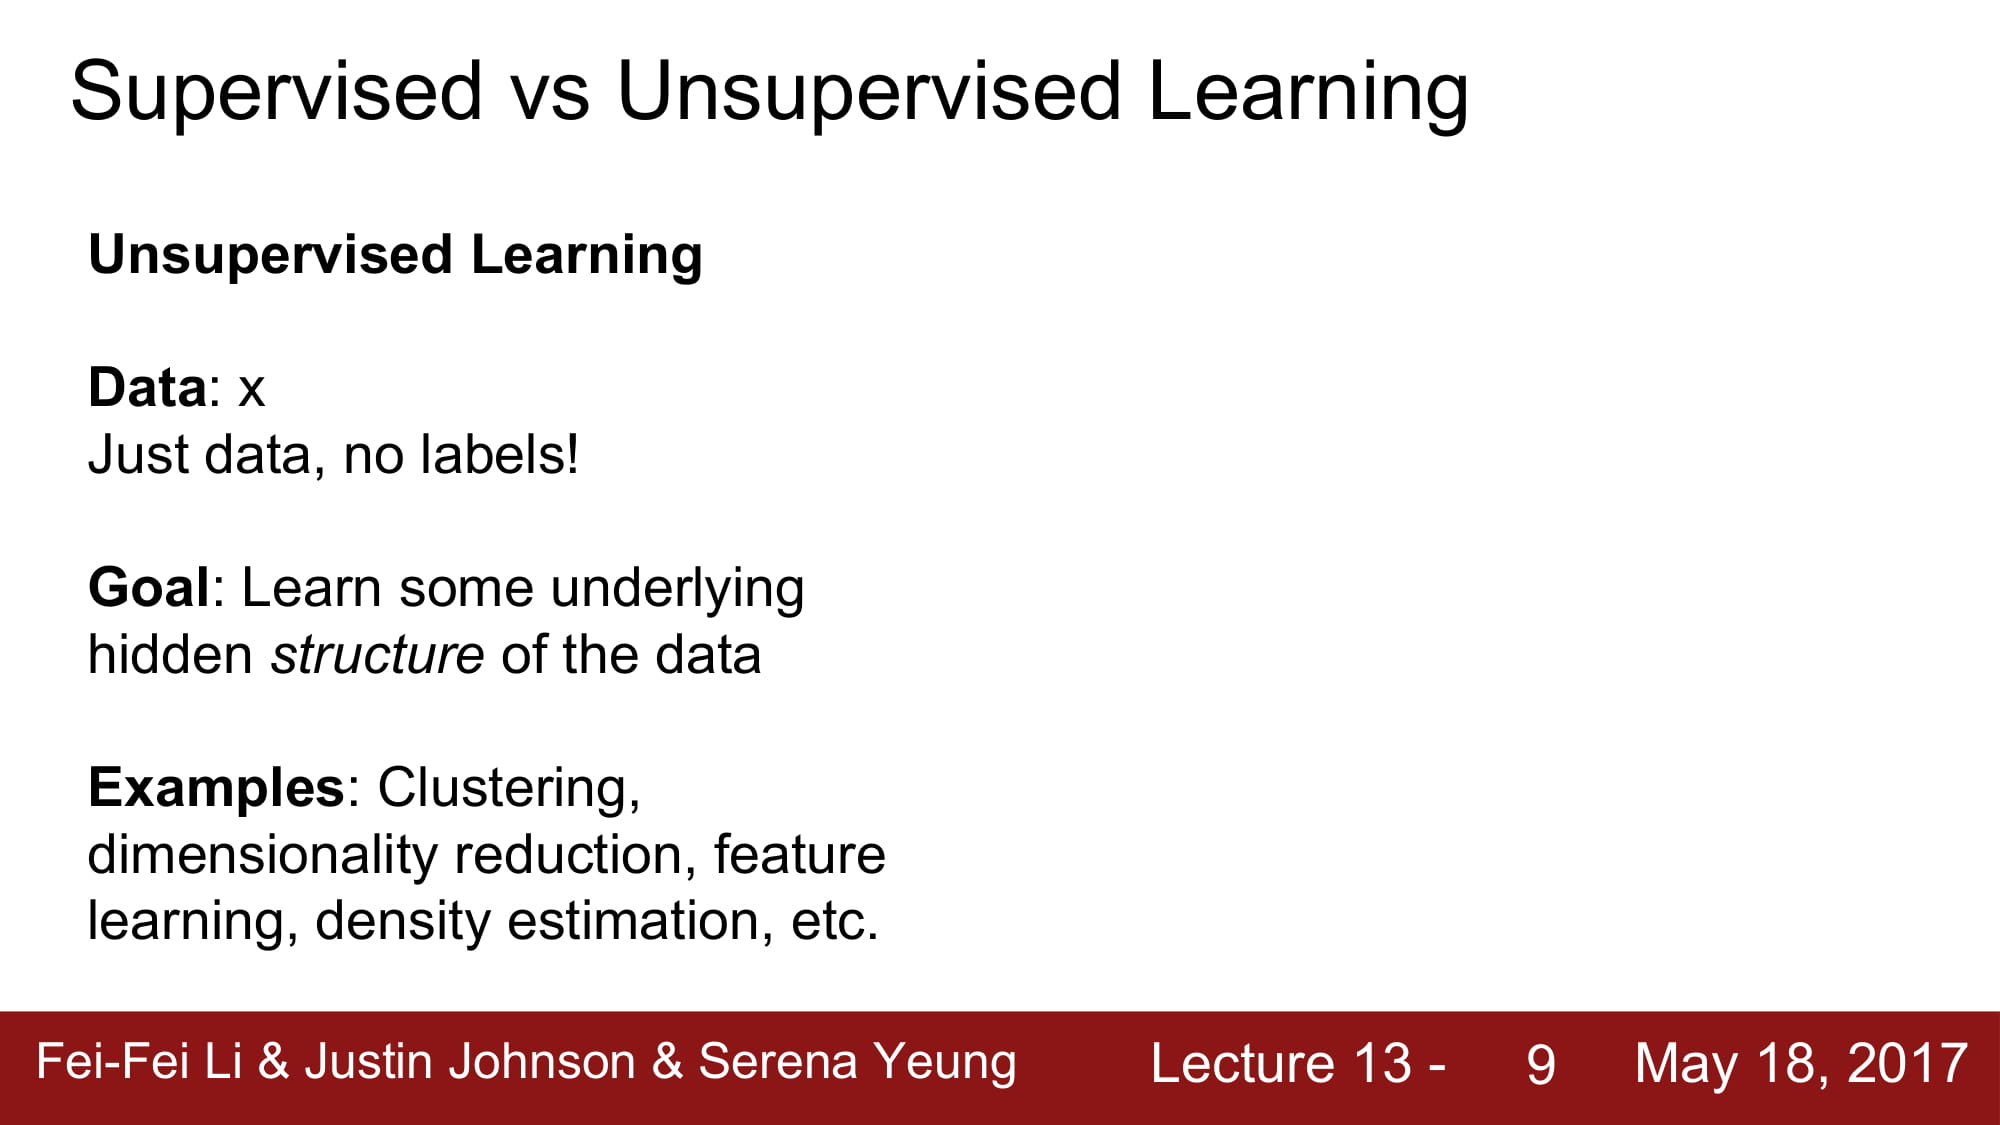 Supervised vs Unsupervised Learning
Unsupervised Learning
Data: x
Just data, no labels!
Goal: Learn some underlying
hidden structure of the data
Examples: Clustering,
dimensionality reduction, feature
learning, density estimation, etc.
Fei-Fei Li & Justin Johnson & Serena Yeung Lecture 13 - 9 May 18, 2017